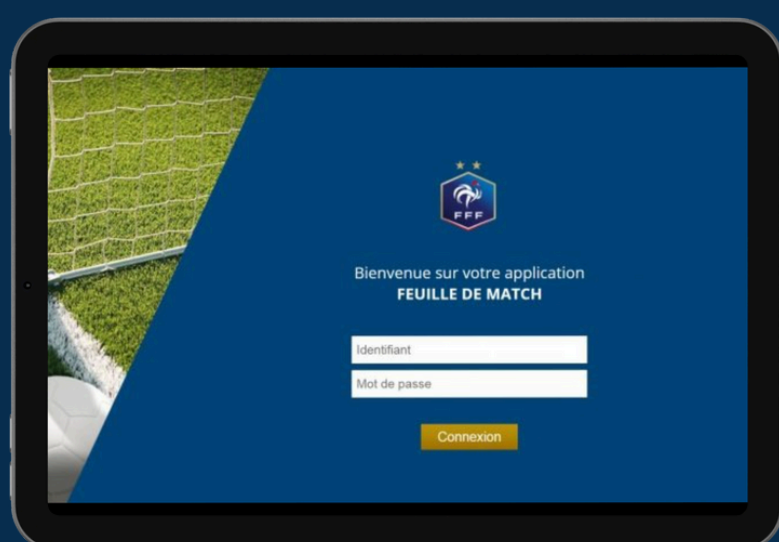 FFF
Bienvenue sur votre application
FEUILLE DE MATCH
Identifiant
Mot de passe
Connexion